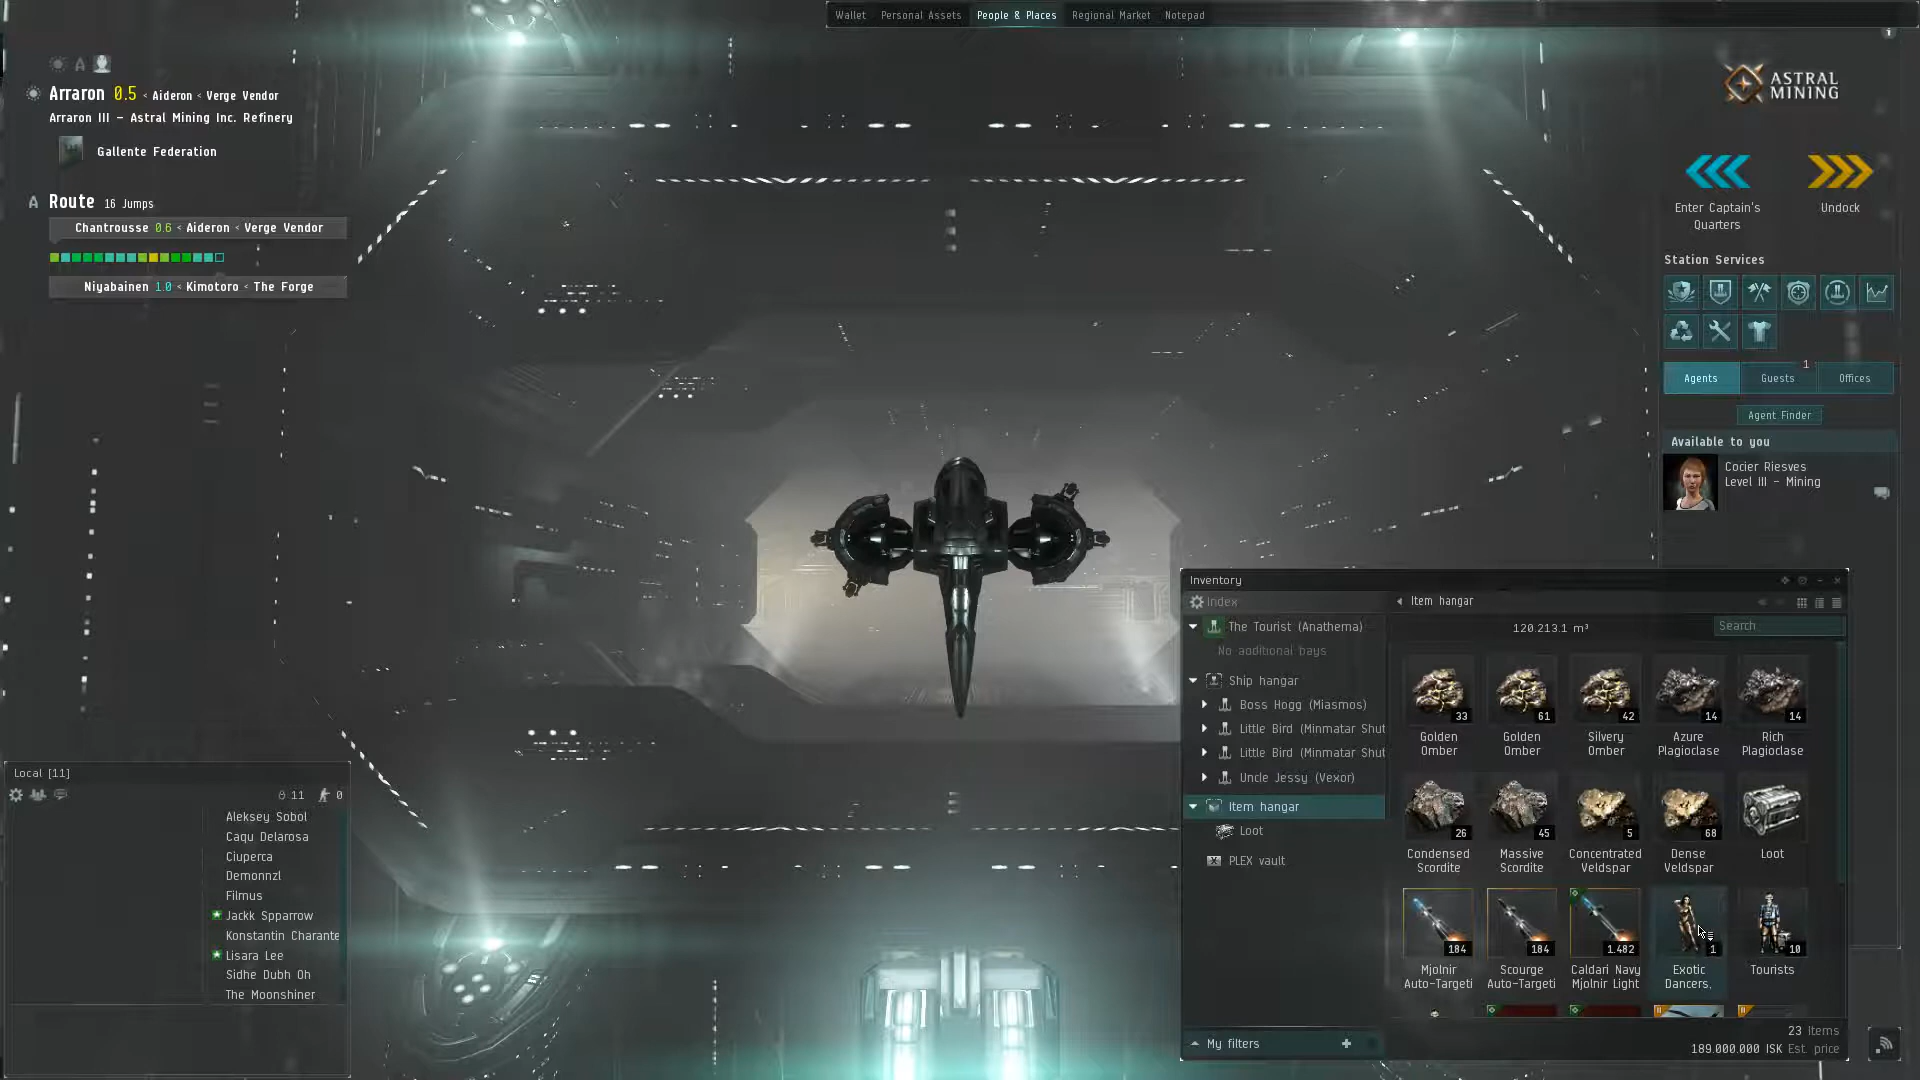 Wallet Personal Assets People & Places Regional Market Notepad
Arraron 0.5 < Aideron < Verge Vendor
Arraron III - Astral Mining Inc. Refinery
Gallente Federation
Route 16 Jumps
Chantrousse 0.6 < Aideron < Verge Vendor
Niyabainen 1.0 < Kimotoro < The Forge
ASTRAL
MINING
Enter Captain's
Quarters
Undock
Station Services
1
Agents Guests Offices
Agent Finder
Available to you
Cocier Riesves
Level III - Mining
Local [11]
11 0
Aleksey Sobol
Caqu Delarosa
Ciuperca
Demonnzl
Filmus
Jackk Spparrow
Konstantin Charante
Lisara Lee
Sidhe Dubh Oh
The Moonshiner
Inventory
Index
Item hangar
The Tourist (Anathema)
No additional bays
Ship hangar
Boss Hogg (Miasmos)
Little Bird (Minmatar Shut
Little Bird (Minmatar Shut
Uncle Jessy (Vexor)
Item hangar
Loot
PLEX vault
My filters
120.213.1 m³
Search
33 61 42 14 14
Golden Omber
Golden Omber
Silvery Omber
Azure Plagioclase
Rich Plagioclase
26 45 5 68
Condensed Scordite
Massive Scordite
Concentrated Veldspar
Dense Veldspar
Loot
184 184 1.482 1 10
Mjolnir Auto-Targeti
Scourge Auto-Targeti
Caldari Navy Mjolnir Light
Exotic Dancers,
Tourists
23 Items
189.000.000 ISK Est. price